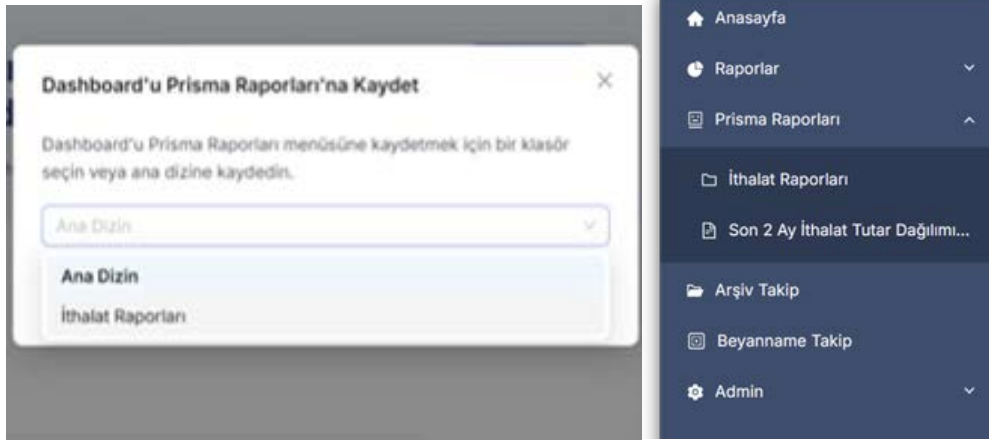 Dashboard'u Prisma Raporları'na Kaydet
Dashboard'u Prisma Raporları menüsüne kaydetmek için bir klasör
seçin veya ana dizine kaydedin.
Ana Dizin
Ana Dizin
İthalat Raporları
Anasayfa
Raporlar
Prisma Raporları
İthalat Raporları
Son 2 Ay İthalat Tutar Dağılımı...
Arşiv Takip
Beyanname Takip
Admin